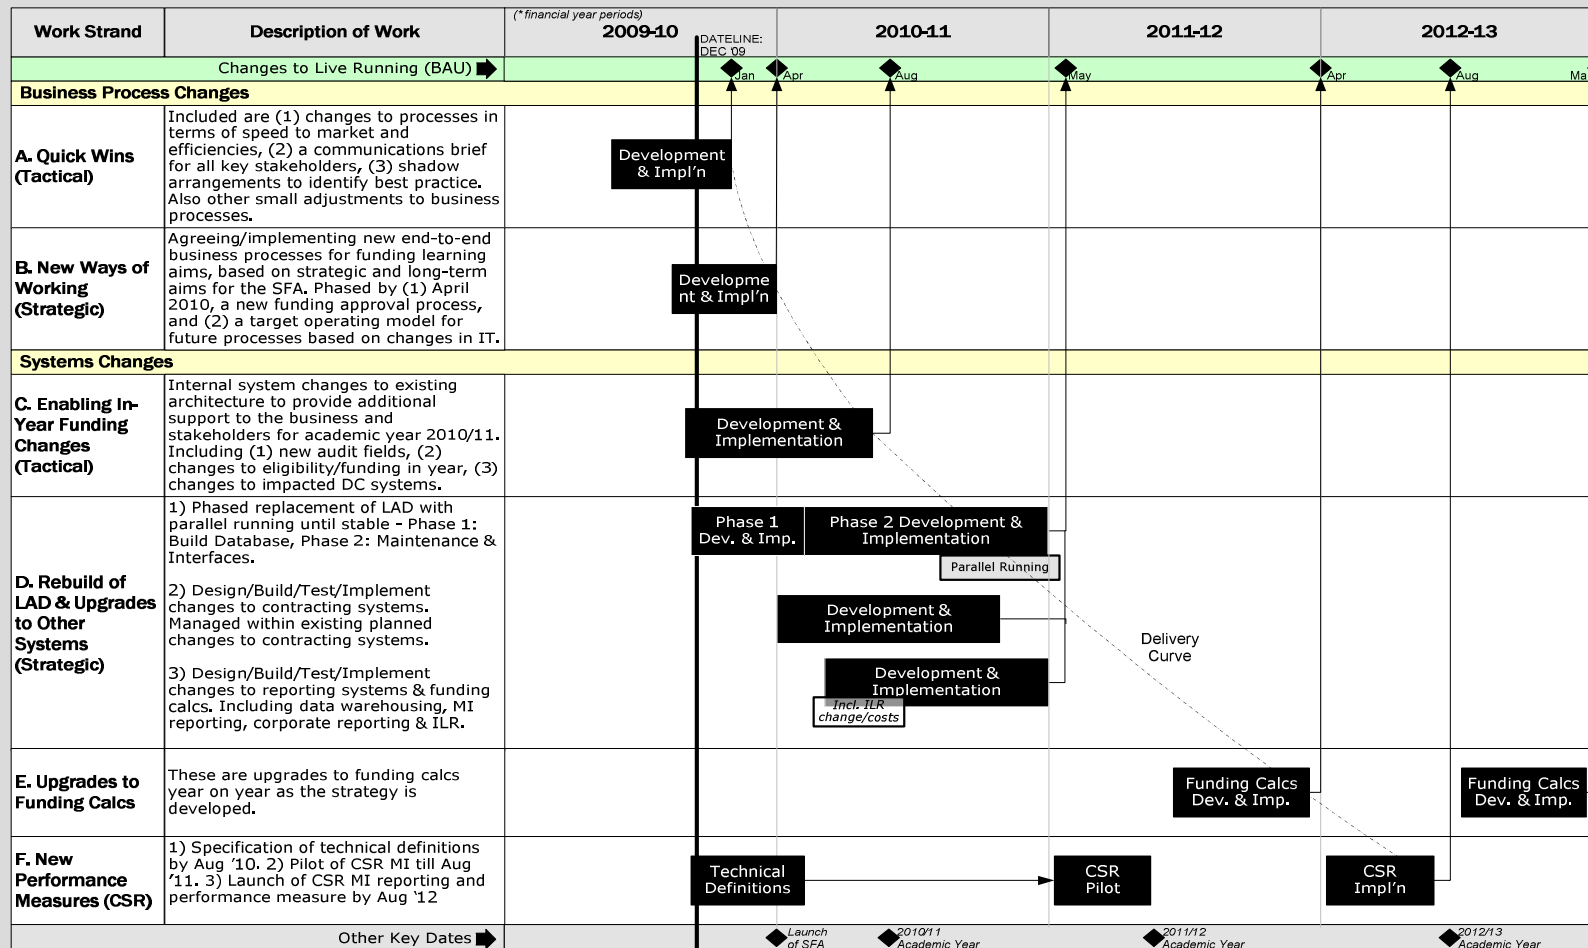 (*financial year periods)
Work Strand
Description of Work
2009-10
2010-11
2011-12
2012-13
DATELINE:
DEC '09
Changes to Live Running (BAU)
Jan
Apr
Aug
May
Apr
Aug
Ma
Business Process Changes
A. Quick Wins
(Tactical)
Included are (1) changes to processes in
terms of speed to market and
efficiencies, (2) a communications brief
for all key stakeholders, (3) shadow
arrangements to identify best practice.
Also other small adjustments to business
processes.
Development
& Impl'n
B. New Ways of
Working
(Strategic)
Agreeing/implementing new end-to-end
business processes for funding learning
aims, based on strategic and long-term
aims for the SFA. Phased by (1) April
2010, a new funding approval process,
and (2) a target operating model for
future processes based on changes in IT.
Developme
nt & Impl'n
Systems Changes
C. Enabling In-
Year Funding
Changes
(Tactical)
Internal system changes to existing
architecture to provide additional
support to the business and
stakeholders for academic year 2010/11.
Including (1) new audit fields, (2)
changes to eligibility/funding in year, (3)
changes to impacted DC systems.
Development &
Implementation
D. Rebuild of
LAD & Upgrades
to Other
Systems
(Strategic)
1) Phased replacement of LAD with
parallel running until stable - Phase 1:
Build Database, Phase 2: Maintenance &
Interfaces.
2) Design/Build/Test/Implement
changes to contracting systems.
Managed within existing planned
changes to contracting systems.
3) Design/Build/Test/Implement
changes to reporting systems & funding
calcs. Including data warehousing, MI
reporting, corporate reporting & ILR.
Phase 1
Dev. & Imp.
Phase 2 Development &
Implementation
Parallel Running
Development &
Implementation
Development &
Implementation
Incl. ILR
change/costs
Delivery
Curve
E. Upgrades to
Funding Calcs
These are upgrades to funding calcs
year on year as the strategy is
developed.
Funding Calcs
Dev. & Imp.
Funding Calcs
Dev. & Imp.
F. New
Performance
Measures (CSR)
1) Specification of technical definitions
by Aug '10. 2) Pilot of CSR MI till Aug
'11. 3) Launch of CSR MI reporting and
performance measure by Aug '12
Technical
Definitions
CSR
Pilot
CSR
Impl'n
Other Key Dates
Launch
of SFA
2010/11
Academic Year
2011/12
Academic Year
2012/13
Academic Year